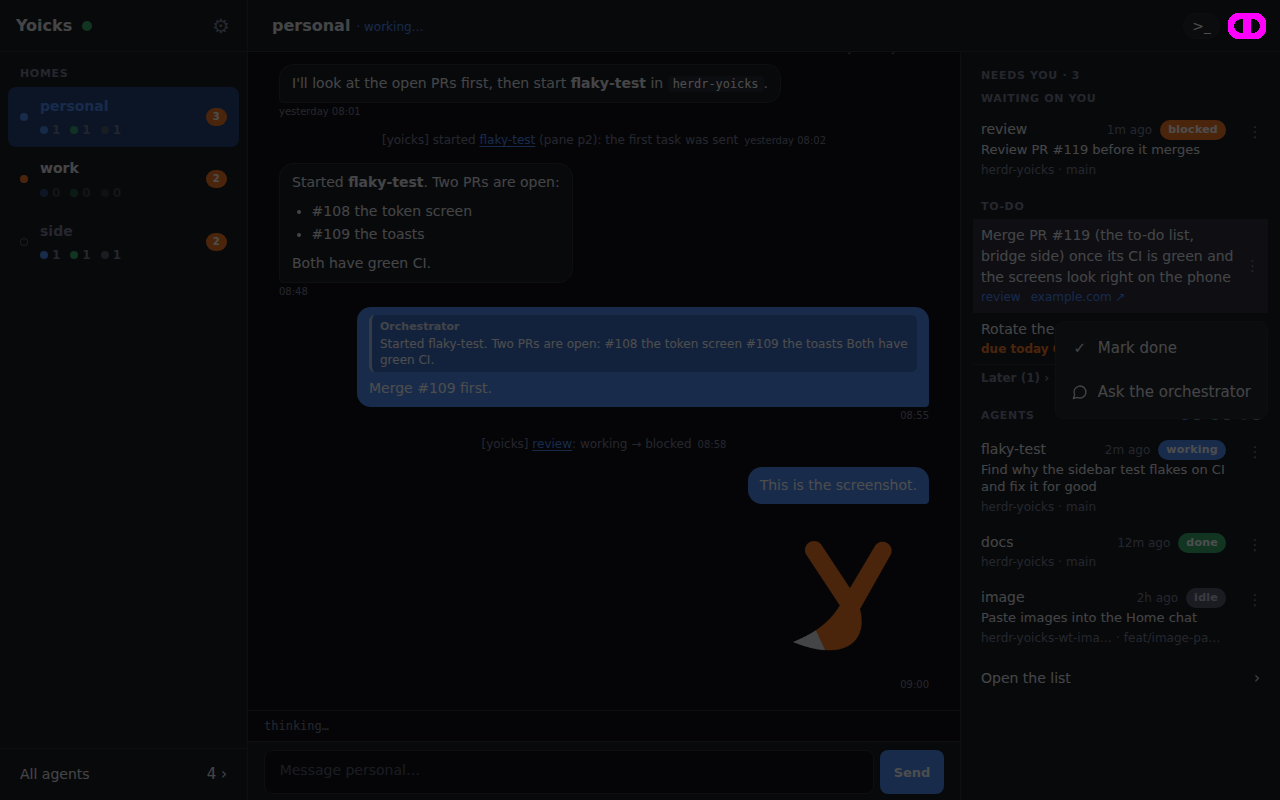 Yoicks
HOMES
personal
1 1 1
3
work
0 0 0
2
side
1 1 1
2
All agents
4 ›
personal · working…
>_
I'll look at the open PRs first, then start flaky-test in herdr-yoicks.
yesterday 08:01
[yoicks] started flaky-test (pane p2); the first task was sent yesterday 08:02
Started flaky-test. Two PRs are open:
• #108 the token screen
• #109 the toasts
Both have green CI.
08:48
Orchestrator
Started flaky-test. Two PRs are open: #108 the token screen #109 the toasts Both have
green CI.
Merge #109 first.
08:55
[yoicks] review: working → blocked 08:58
This is the screenshot.
09:00
thinking…
Message personal…
Send
NEEDS YOU · 3
WAITING ON YOU
review 1m ago blocked
Review PR #119 before it merges
herdr-yoicks · main
TO-DO
Merge PR #119 (the to-do list,
bridge side) once its CI is green and
the screens look right on the phone
review example.com ↗
Rotate the
due today
✓ Mark done
Later (1) ›
Ask the orchestrator
AGENTS
flaky-test 2m ago working
Find why the sidebar test flakes on CI
and fix it for good
herdr-yoicks · main
docs 12m ago done
herdr-yoicks · main
image 2h ago idle
Paste images into the Home chat
herdr-yoicks-wt-ima… · feat/image-pa…
Open the list ›